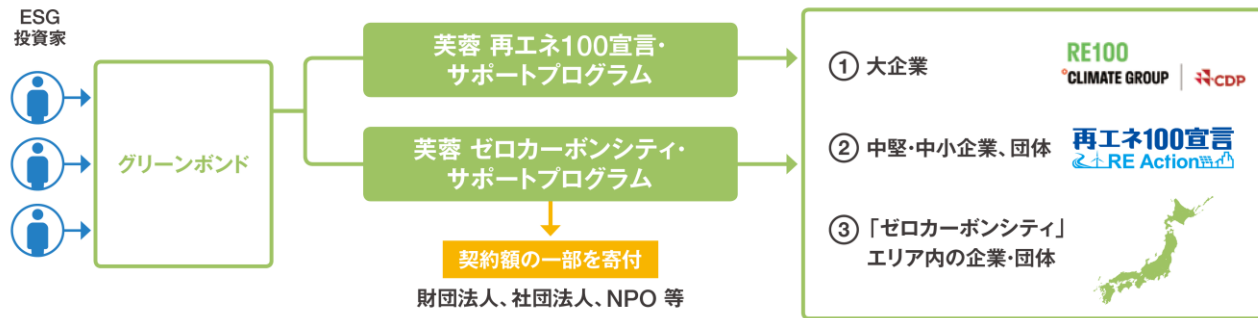 ESG
投資家
グリーンボンド
芙蓉 再エネ100宣言・
サポートプログラム
芙蓉 ゼロカーボンシティ・
サポートプログラム
契約額の一部を寄付
財団法人、社団法人、NPO 等
① 大企業
RE100
°CLIMATE GROUP
CDP
② 中堅・中小企業、団体
再エネ100宣言
RE Action
③ 「ゼロカーボンシティ」
エリア内の企業・団体